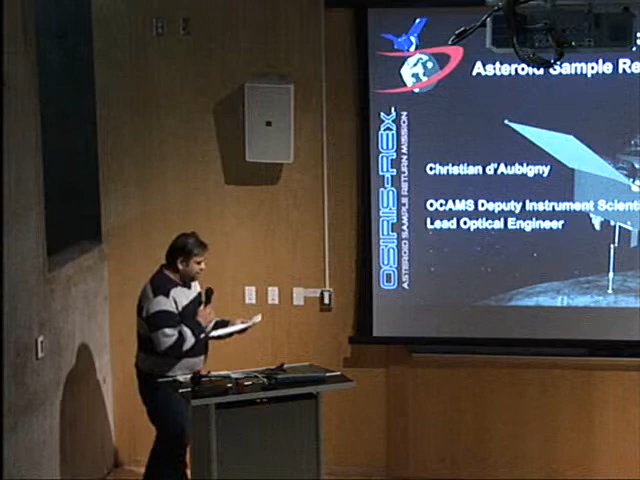 Asteroid Sample Re
OSIRIS-REx
ASTEROID SAMPLE RETURN MISSION
Christian d'Aubigny
OCAMS Deputy Instrument Scienti
Lead Optical Engineer